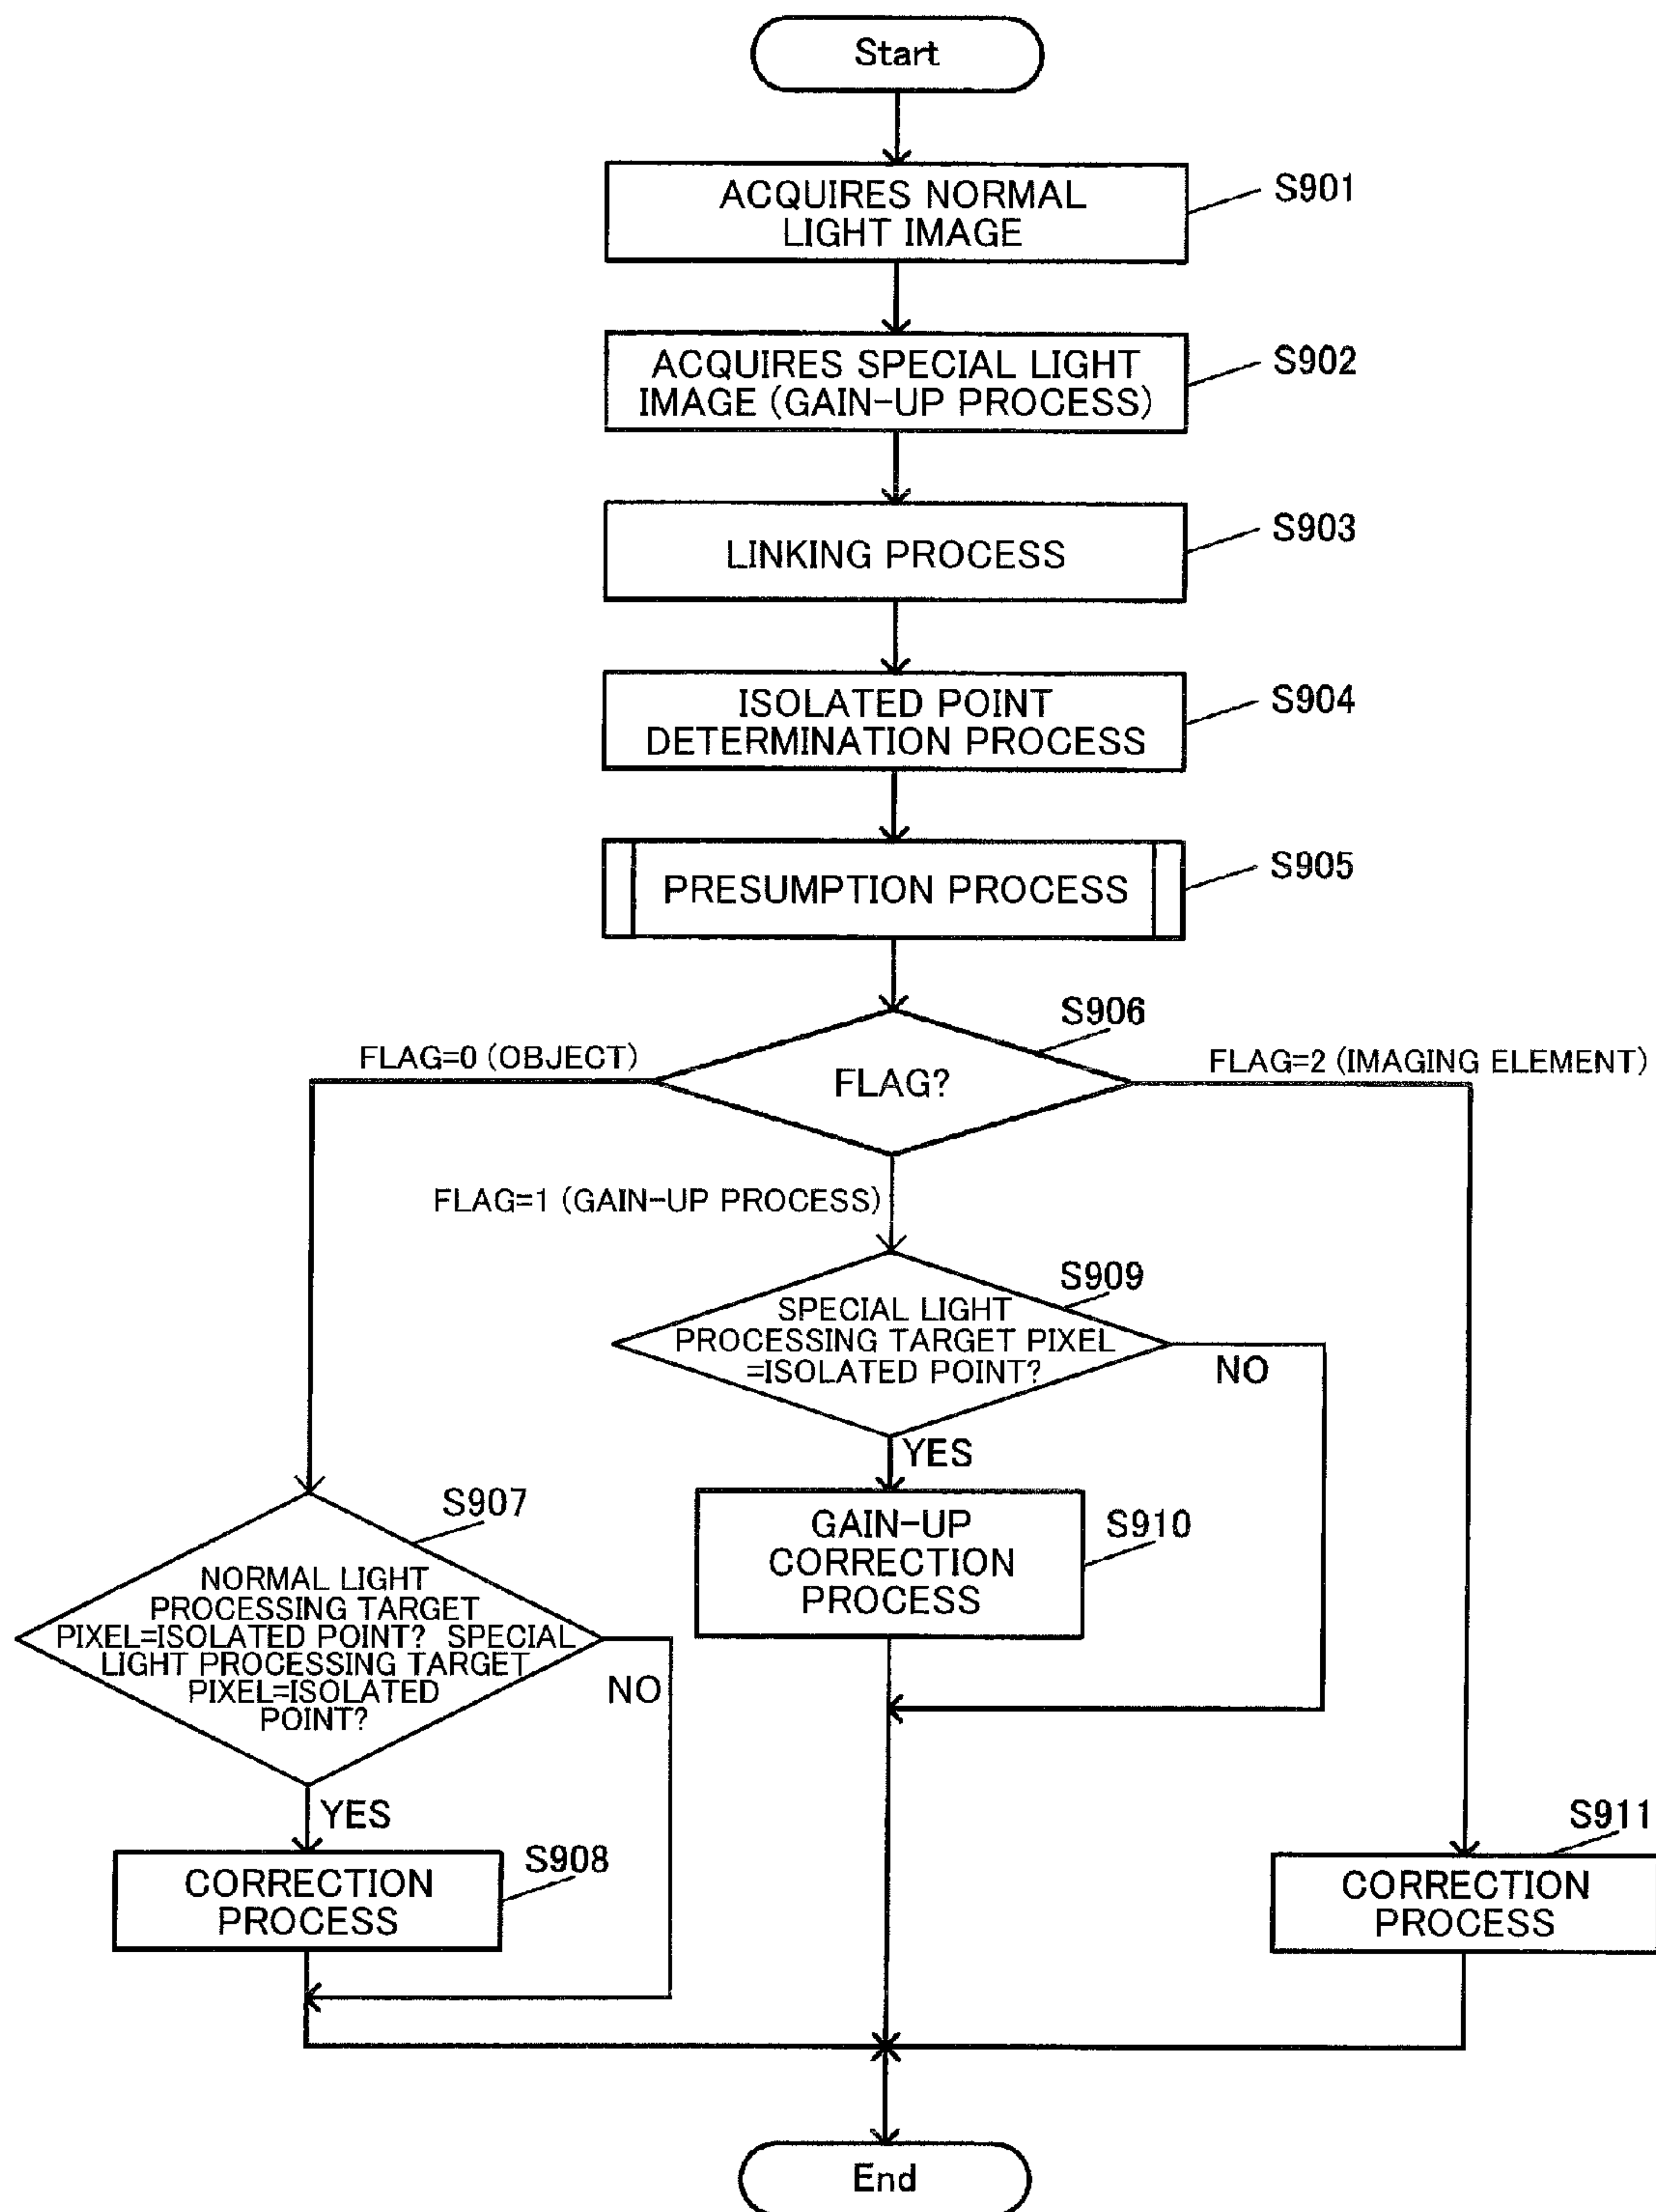 Start
ACQUIRES NORMAL
LIGHT IMAGE
S901
ACQUIRES SPECIAL LIGHT
IMAGE (GAIN-UP PROCESS)
S902
LINKING PROCESS
S903
ISOLATED POINT
DETERMINATION PROCESS
S904
PRESUMPTION PROCESS
S905
S906
FLAG?
FLAG=0 (OBJECT)
FLAG=2 (IMAGING ELEMENT)
FLAG=1 (GAIN-UP PROCESS)
S909
SPECIAL LIGHT
PROCESSING TARGET PIXEL
=ISOLATED POINT?
NO
YES
GAIN-UP
CORRECTION
PROCESS
S910
S907
NORMAL LIGHT
PROCESSING TARGET
PIXEL=ISOLATED POINT? SPECIAL
LIGHT PROCESSING TARGET
PIXEL=ISOLATED
POINT?
NO
YES
CORRECTION
PROCESS
S908
S911
CORRECTION
PROCESS
End